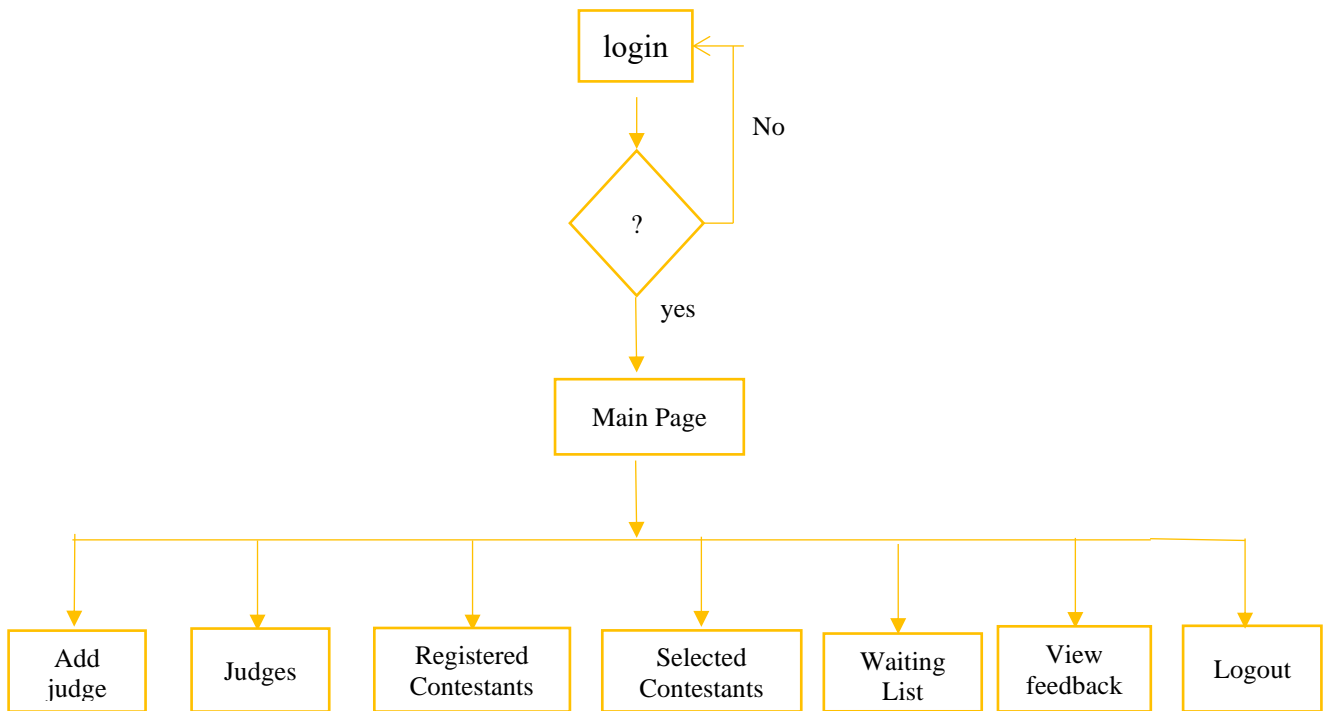 login
No
?
yes
Main Page
Add
judge
Judges
Registered
Contestants
Selected
Contestants
Waiting
List
View
feedback
Logout